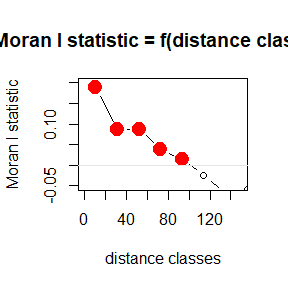 Moran I statistic = f(distance clas
Moran I statistic
0.10
-0.05
0 40 80 120
distance classes